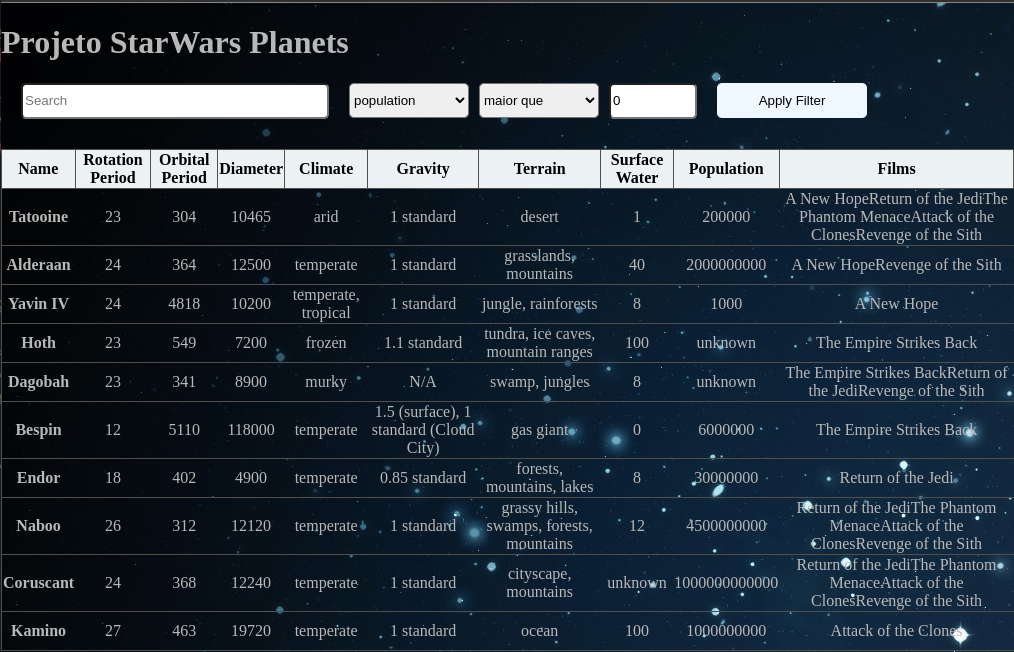 Projeto StarWars Planets
Search population maior que 0 Apply Filter
Name Rotation Period Orbital Period Diameter Climate Gravity Terrain Surface Water Population Films
Tatooine 23 304 10465 arid 1 standard desert 1 200000 A New HopeReturn of the JediThe Phantom MenaceAttack of the ClonesRevenge of the Sith
Alderaan 24 364 12500 temperate 1 standard grasslands, mountains 40 2000000000 A New HopeRevenge of the Sith
Yavin IV 24 4818 10200 temperate, tropical 1 standard jungle, rainforests 8 1000 A New Hope
Hoth 23 549 7200 frozen 1.1 standard tundra, ice caves, mountain ranges 100 unknown The Empire Strikes Back
Dagobah 23 341 8900 murky N/A swamp, jungles 8 unknown The Empire Strikes BackReturn of the JediRevenge of the Sith
Bespin 12 5110 118000 temperate 1.5 (surface), 1 standard (Cloud City) gas giant 0 6000000 The Empire Strikes Back
Endor 18 402 4900 temperate 0.85 standard forests, mountains, lakes 8 30000000 Return of the Jedi
Naboo 26 312 12120 temperate 1 standard grassy hills, swamps, forests, mountains 12 4500000000 Return of the JediThe Phantom MenaceAttack of the ClonesRevenge of the Sith
Coruscant 24 368 12240 temperate 1 standard cityscape, mountains unknown 1000000000000 Return of the JediThe Phantom MenaceAttack of the ClonesRevenge of the Sith
Kamino 27 463 19720 temperate 1 standard ocean 100 1000000000 Attack of the Clones